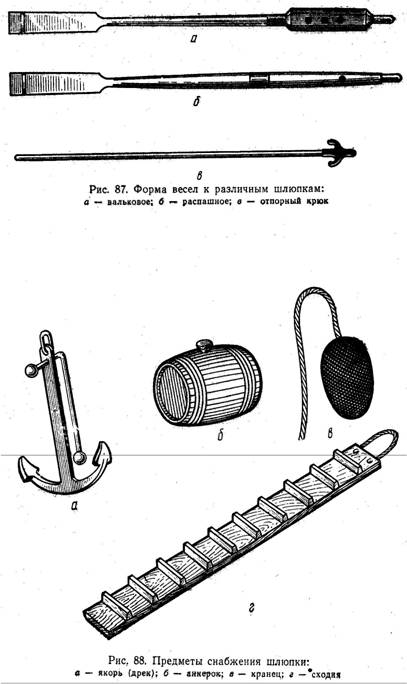 а
б
в
Рис. 87. Форма весел к различным шлюпкам:
а — вальковое; б — распашное; в — отпорный крюк
а
б
в
г
Рис. 88. Предметы снабжения шлюпки:
а — якорь (дрек); б — анкерок; в — кранец; г — сходня